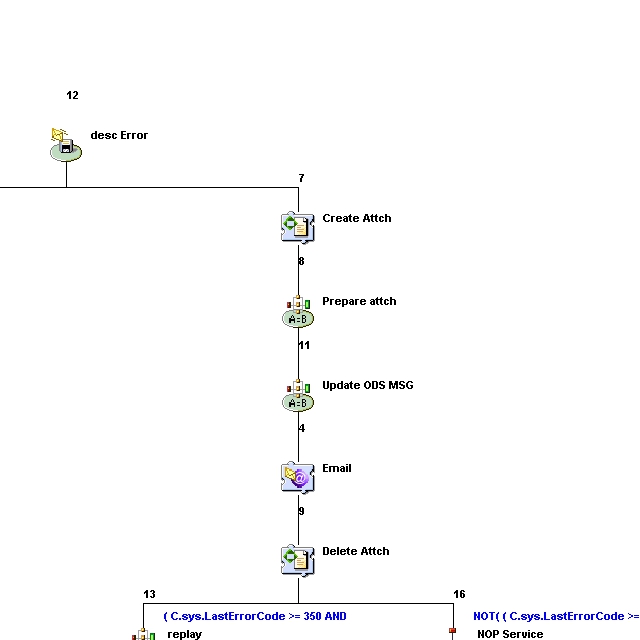 12
desc Error
7
Create Attch
8
Prepare attch
A=B
11
Update ODS MSG
A=B
4
Email
9
Delete Attch
13
16
( C.sys.LastErrorCode >= 350 AND
NOT( ( C.sys.LastErrorCode >=
replay
NOP Service